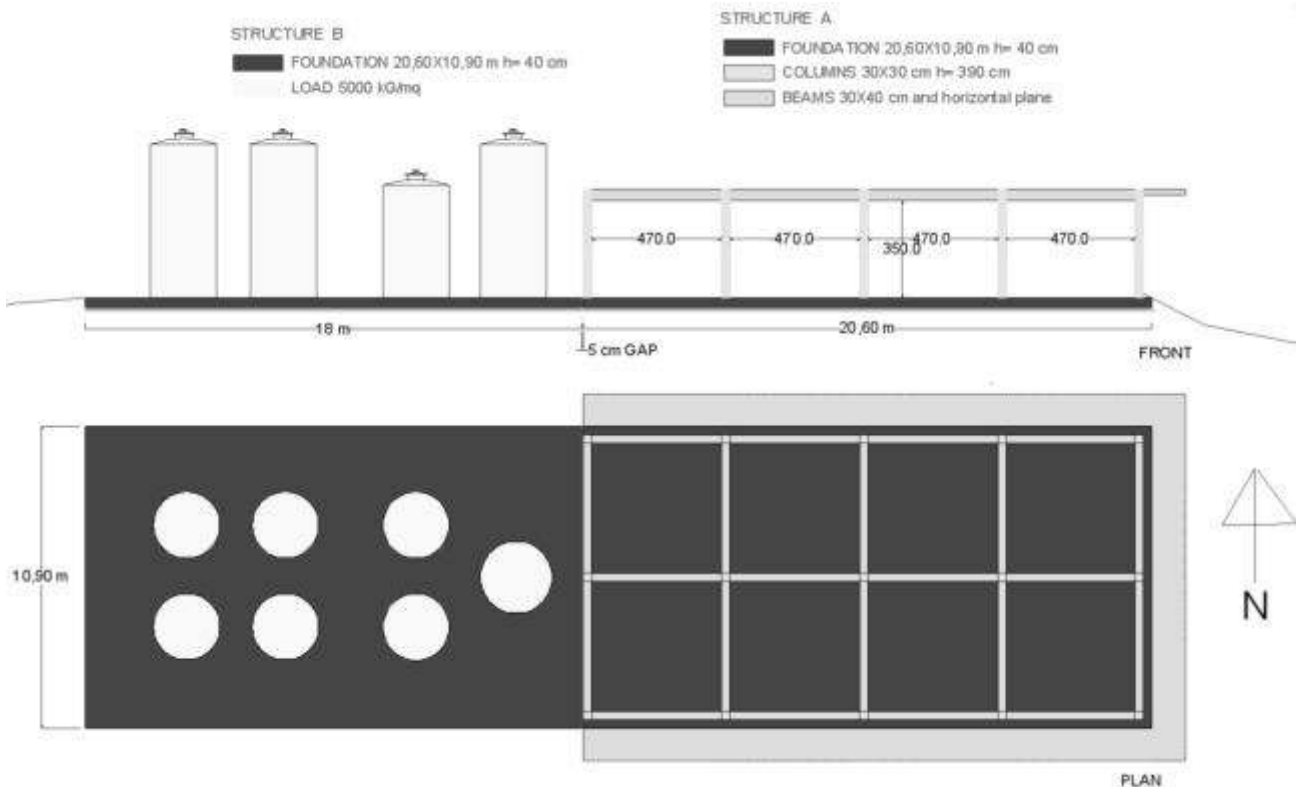 STRUCTURE B
FOUNDATION 20,60X10,90 m h= 40 cm
LOAD 5000 kG/mq
STRUCTURE A
FOUNDATION 20,60X10,90 m h= 40 cm
COLUMNS 30X30 cm h= 390 cm
BEAMS 30X40 cm and horizontal plane
470.0
470.0
470.0
470.0
350.0
18 m
20,60 m
5 cm GAP
FRONT
10,90 m
N
PLAN